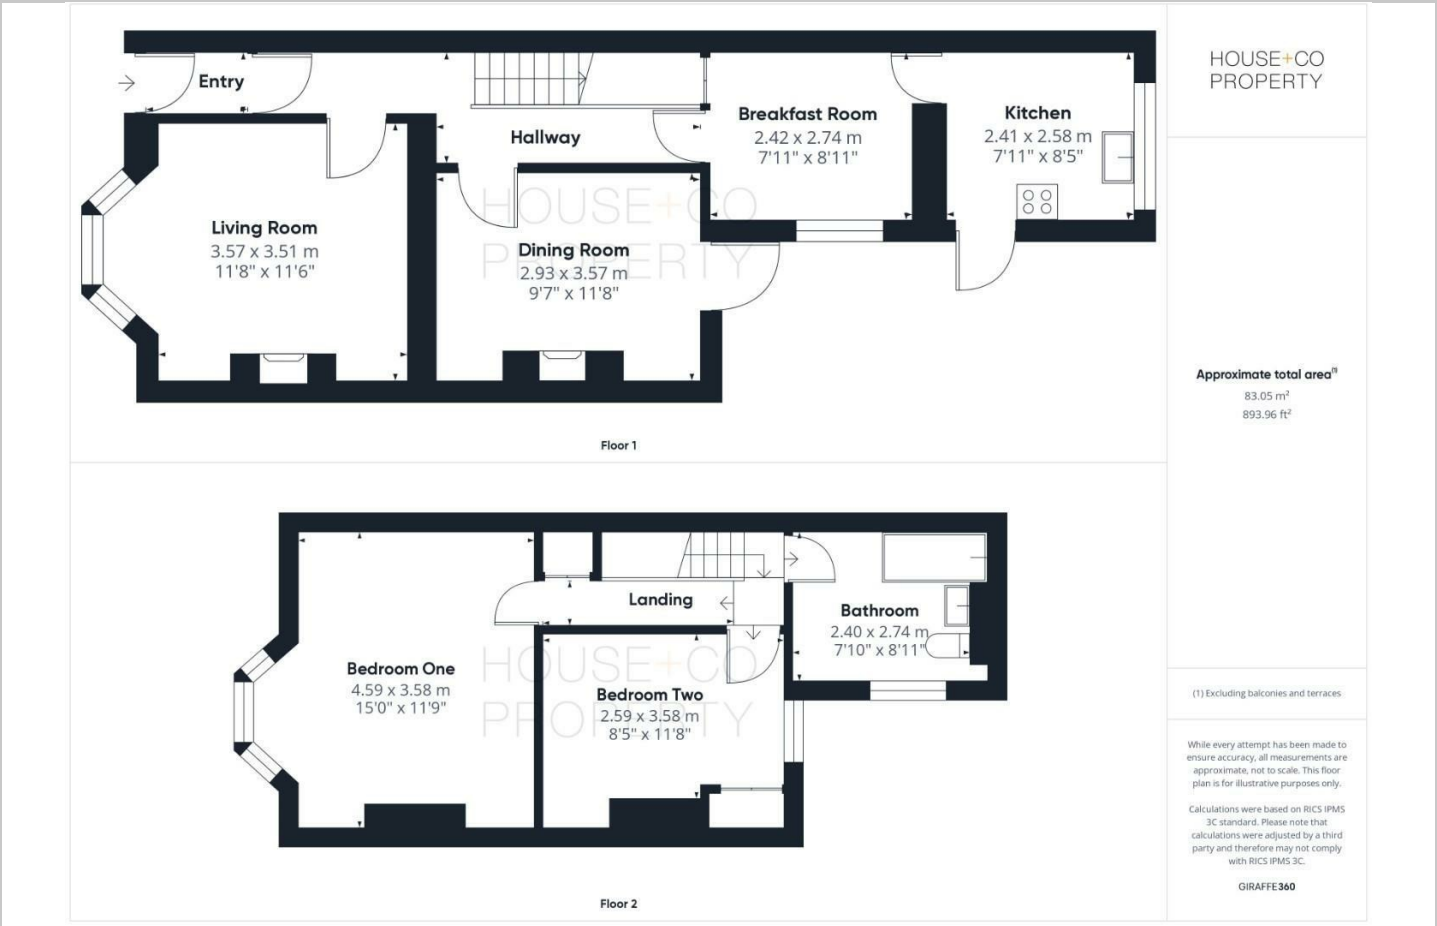 Entry
Hallway
Breakfast Room
2.42 x 2.74 m
7'11" x 8'11"
Kitchen
2.41 x 2.58 m
7'11" x 8'5"
Living Room
3.57 x 3.51 m
11'8" x 11'6"
HOUSE+CO
PROPERTY
Dining Room
2.93 x 3.57 m
9'7" x 11'8"
Floor 1
Landing
Bathroom
2.40 x 2.74 m
7'10" x 8'11"
Bedroom One
4.59 x 3.58 m
15'0" x 11'9"
HOUSE+CO
PROPERTY
Bedroom Two
2.59 x 3.58 m
8'5" x 11'8"
Floor 2
HOUSE+CO
PROPERTY
Approximate total area(1)
83.05 m²
893.96 ft²
(1) Excluding balconies and terraces
While every attempt has been made to
ensure accuracy, all measurements are
approximate, not to scale. This floor
plan is for illustrative purposes only.
Calculations were based on RICS IPMS
3C standard. Please note that
calculations were adjusted by a third
party and therefore may not comply
with RICS IPMS 3C.
GIRAFFE360